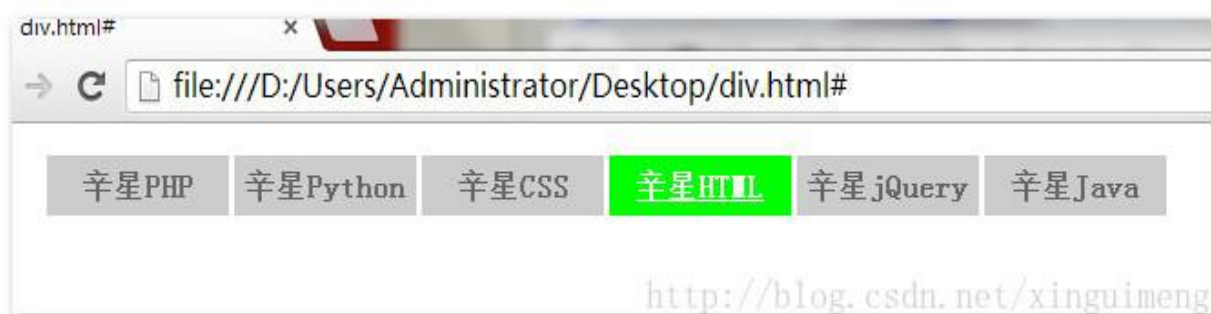 div.html#
file:///D:/Users/Administrator/Desktop/div.html#
辛星PHP 辛星Python 辛星CSS 辛星HTML 辛星jQuery 辛星Java
http://blog.csdn.net/xinguimeng